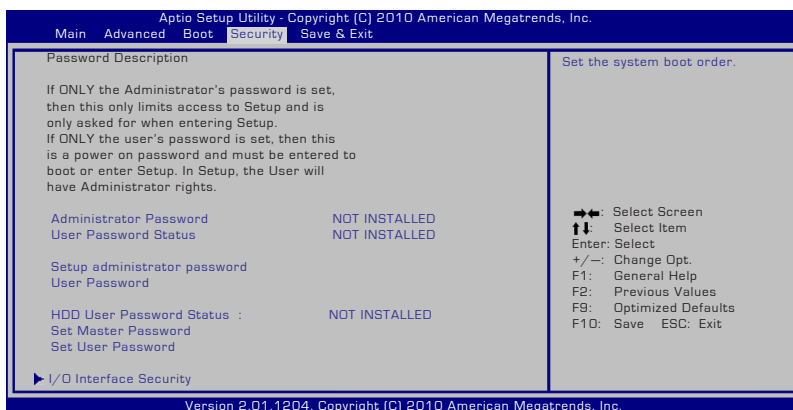 Aptio Setup Utility - Copyright (C) 2010 American Megatrends, Inc.
Main Advanced Boot Security Save & Exit
Password Description
If ONLY the Administrator's password is set,
then this only limits access to Setup and is
only asked for when entering Setup.
If ONLY the user's password is set, then this
is a power on password and must be entered to
boot or enter Setup. In Setup, the User will
have Administrator rights.
Administrator Password NOT INSTALLED
User Password Status NOT INSTALLED
Setup administrator password
User Password
HDD User Password Status : NOT INSTALLED
Set Master Password
Set User Password
I/O Interface Security
Set the system boot order.
: Select Screen
: Select Item
Enter: Select
+/—: Change Opt.
F1: General Help
F2: Previous Values
F9: Optimized Defaults
F10: Save ESC: Exit
Version 2.01.1204. Copyright (C) 2010 American Megatrends, Inc.